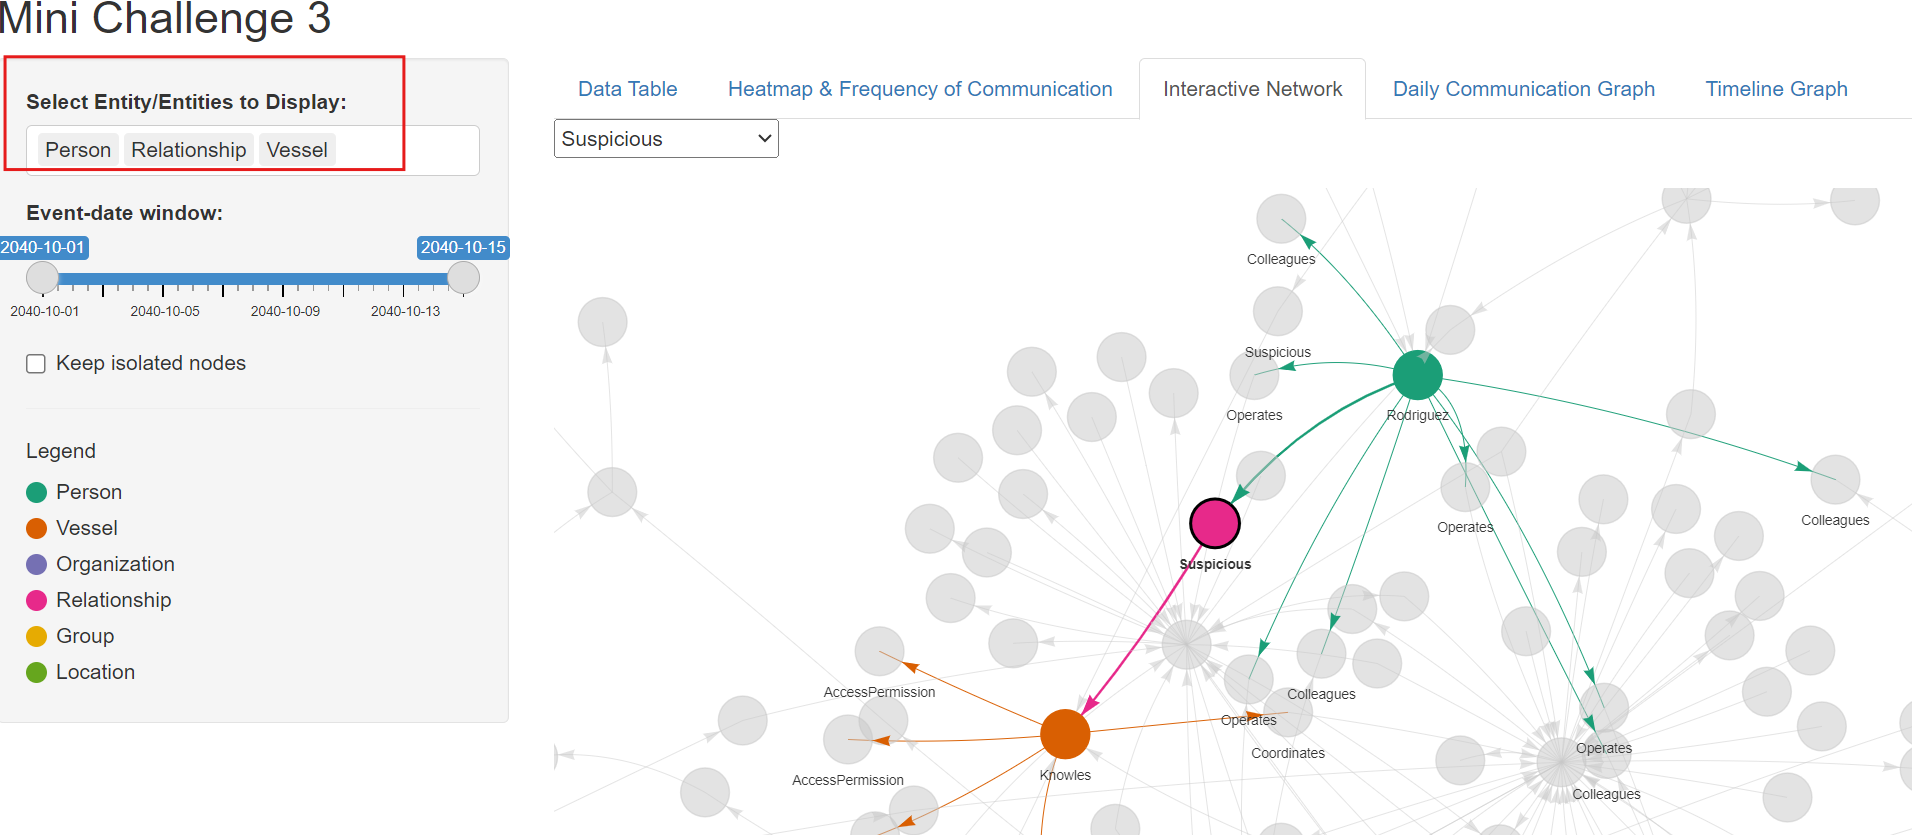 Mini Challenge 3
Select Entity/Entities to Display:
Person Relationship Vessel
Event-date window:
2040-10-01 2040-10-15
2040-10-01 2040-10-05 2040-10-09 2040-10-13
Keep isolated nodes
Legend
Person
Vessel
Organization
Relationship
Group
Location
Data Table Heatmap & Frequency of Communication Interactive Network Daily Communication Graph Timeline Graph
Suspicious
Colleagues
Suspicious
Operates
Rodriguez
Operates
Colleagues
Suspicious
AccessPermission
Colleagues
Operates
Coordinates
Operates
Knowles
AccessPermission
Colleagues